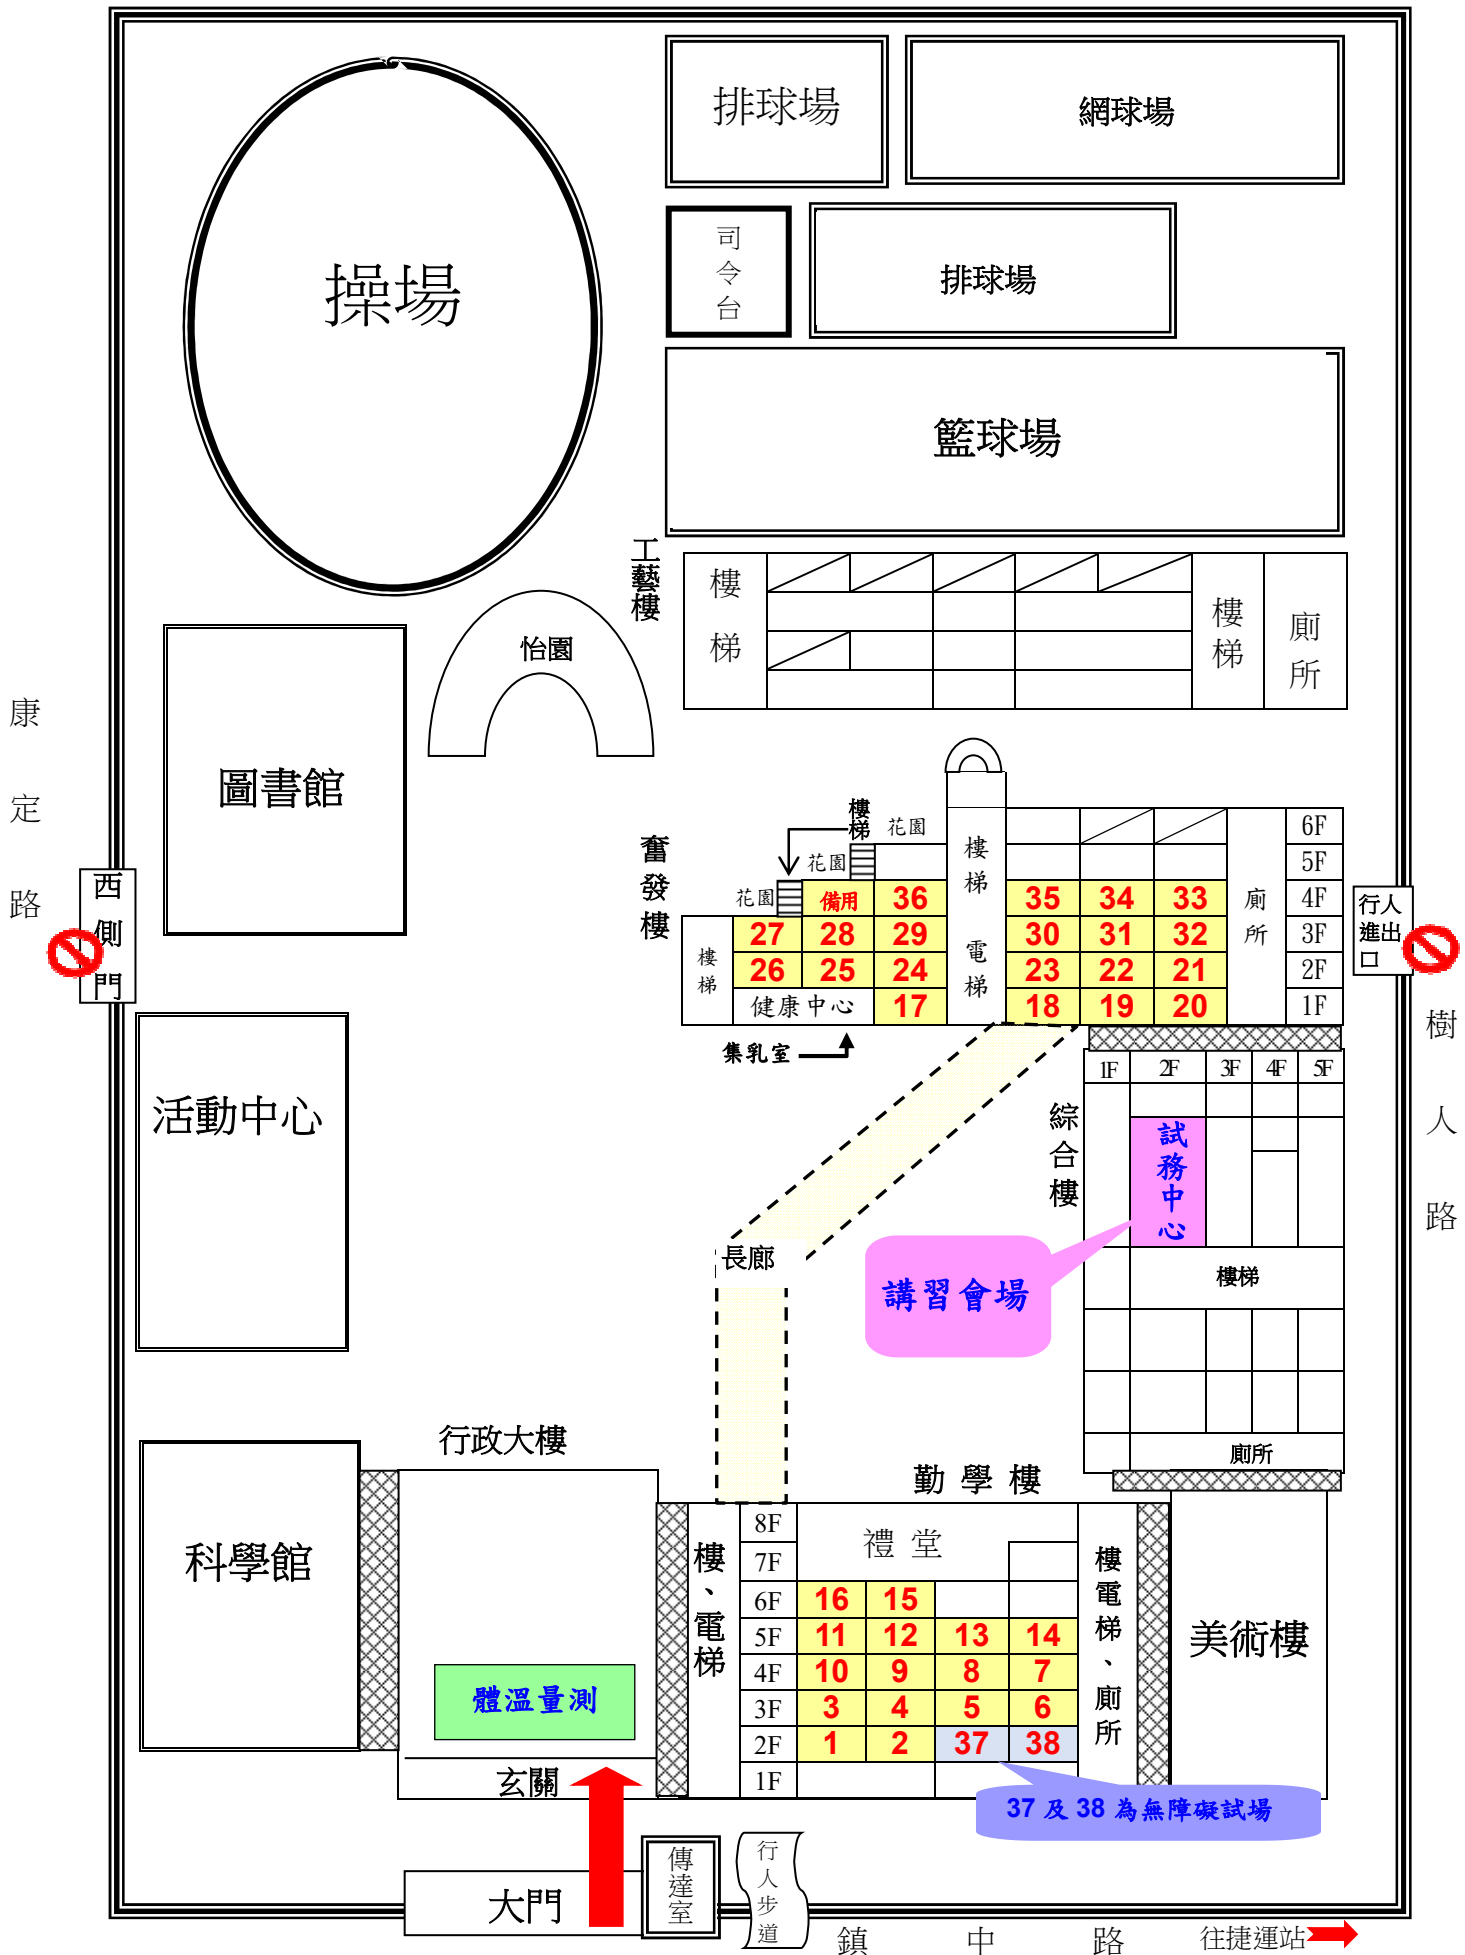 排球場
網球場
司令台
排球場
操場
籃球場
工藝樓
樓梯
樓梯
廁所
怡園
圖書館
康定路
西側門
奮發樓
樓梯
花園
花園
花園
樓梯
電梯
廁所
6F
5F
備用 36 35 34 33 4F
27 28 29 30 31 32 3F
26 25 24 23 22 21 2F
健康中心 17 18 19 20 1F
樓梯
集乳室
行人進出口
樹人路
活動中心
綜合樓
1F 2F 3F 4F 5F
試務中心
講習會場
樓梯
廁所
長廊
行政大樓
勤學樓
科學館
體溫量測
玄關
樓、電梯
8F 禮堂
7F
6F 16 15
5F 11 12 13 14
4F 10 9 8 7
3F 3 4 5 6
2F 1 2 37 38
1F
樓電梯、廁所
美術樓
37 及 38 為無障礙試場
大門
傳達室
行人步道
鎮中路
往捷運站